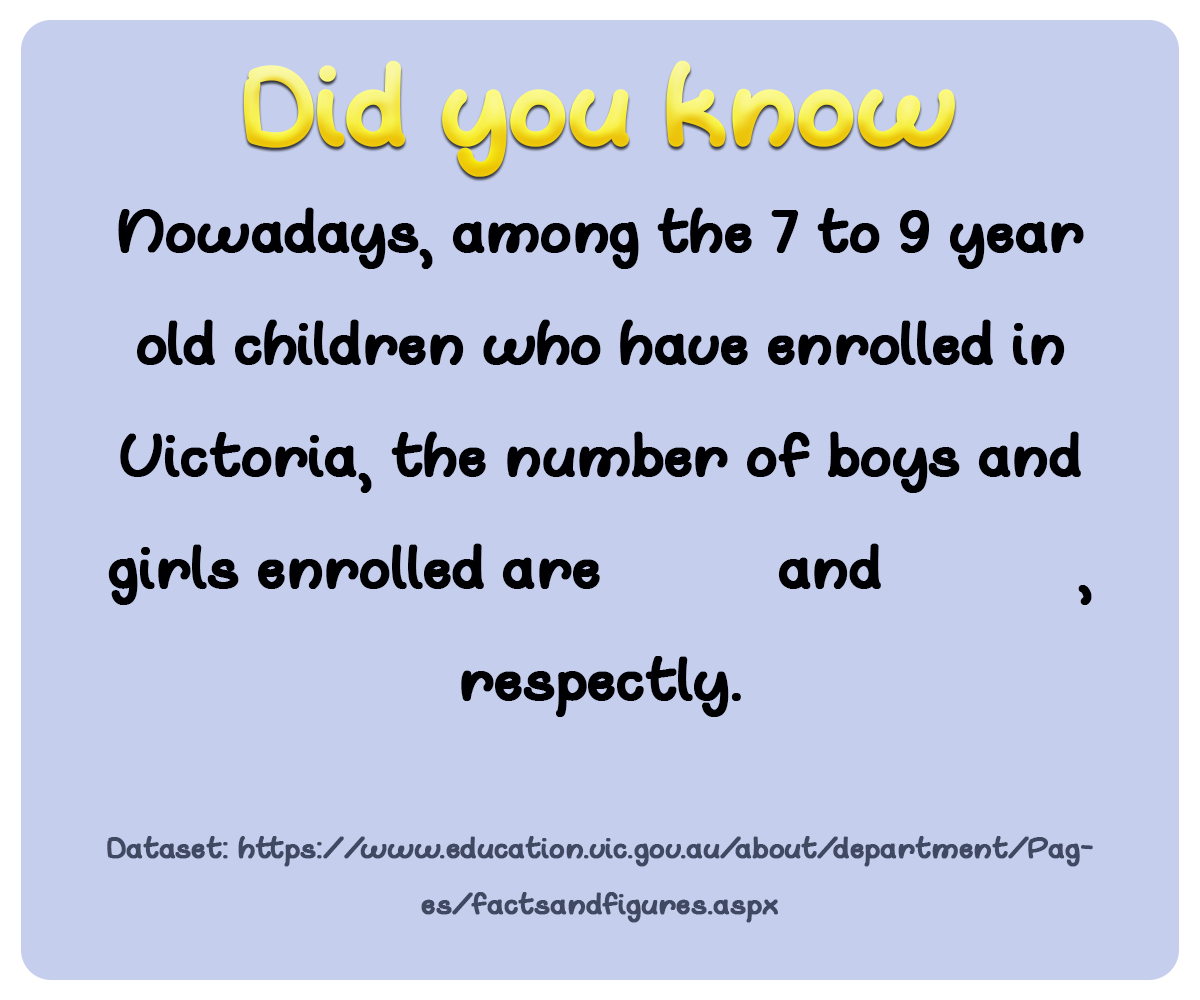 Did you know
Nowadays, among the 7 to 9 year
old children who have enrolled in
Victoria, the number of boys and
girls enrolled are and ,
respectly.
Dataset: https://www.education.vic.gov.au/about/department/Pag-
es/factsandfigures.aspx